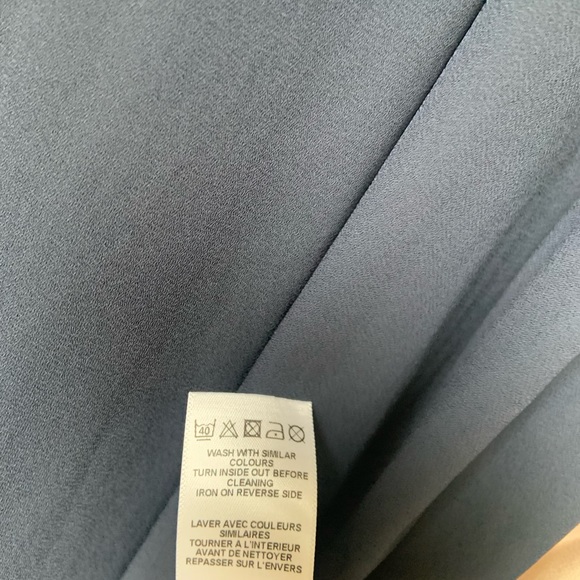 40
WASH WITH SIMILAR
COLOURS
TURN INSIDE OUT BEFORE
CLEANING
IRON ON REVERSE SIDE
LAVER AVEC COULEURS
SIMILAIRES
TOURNER A L'INTERIEUR
AVANT DE NETTOYER
REPASSER SUR L'ENVERS